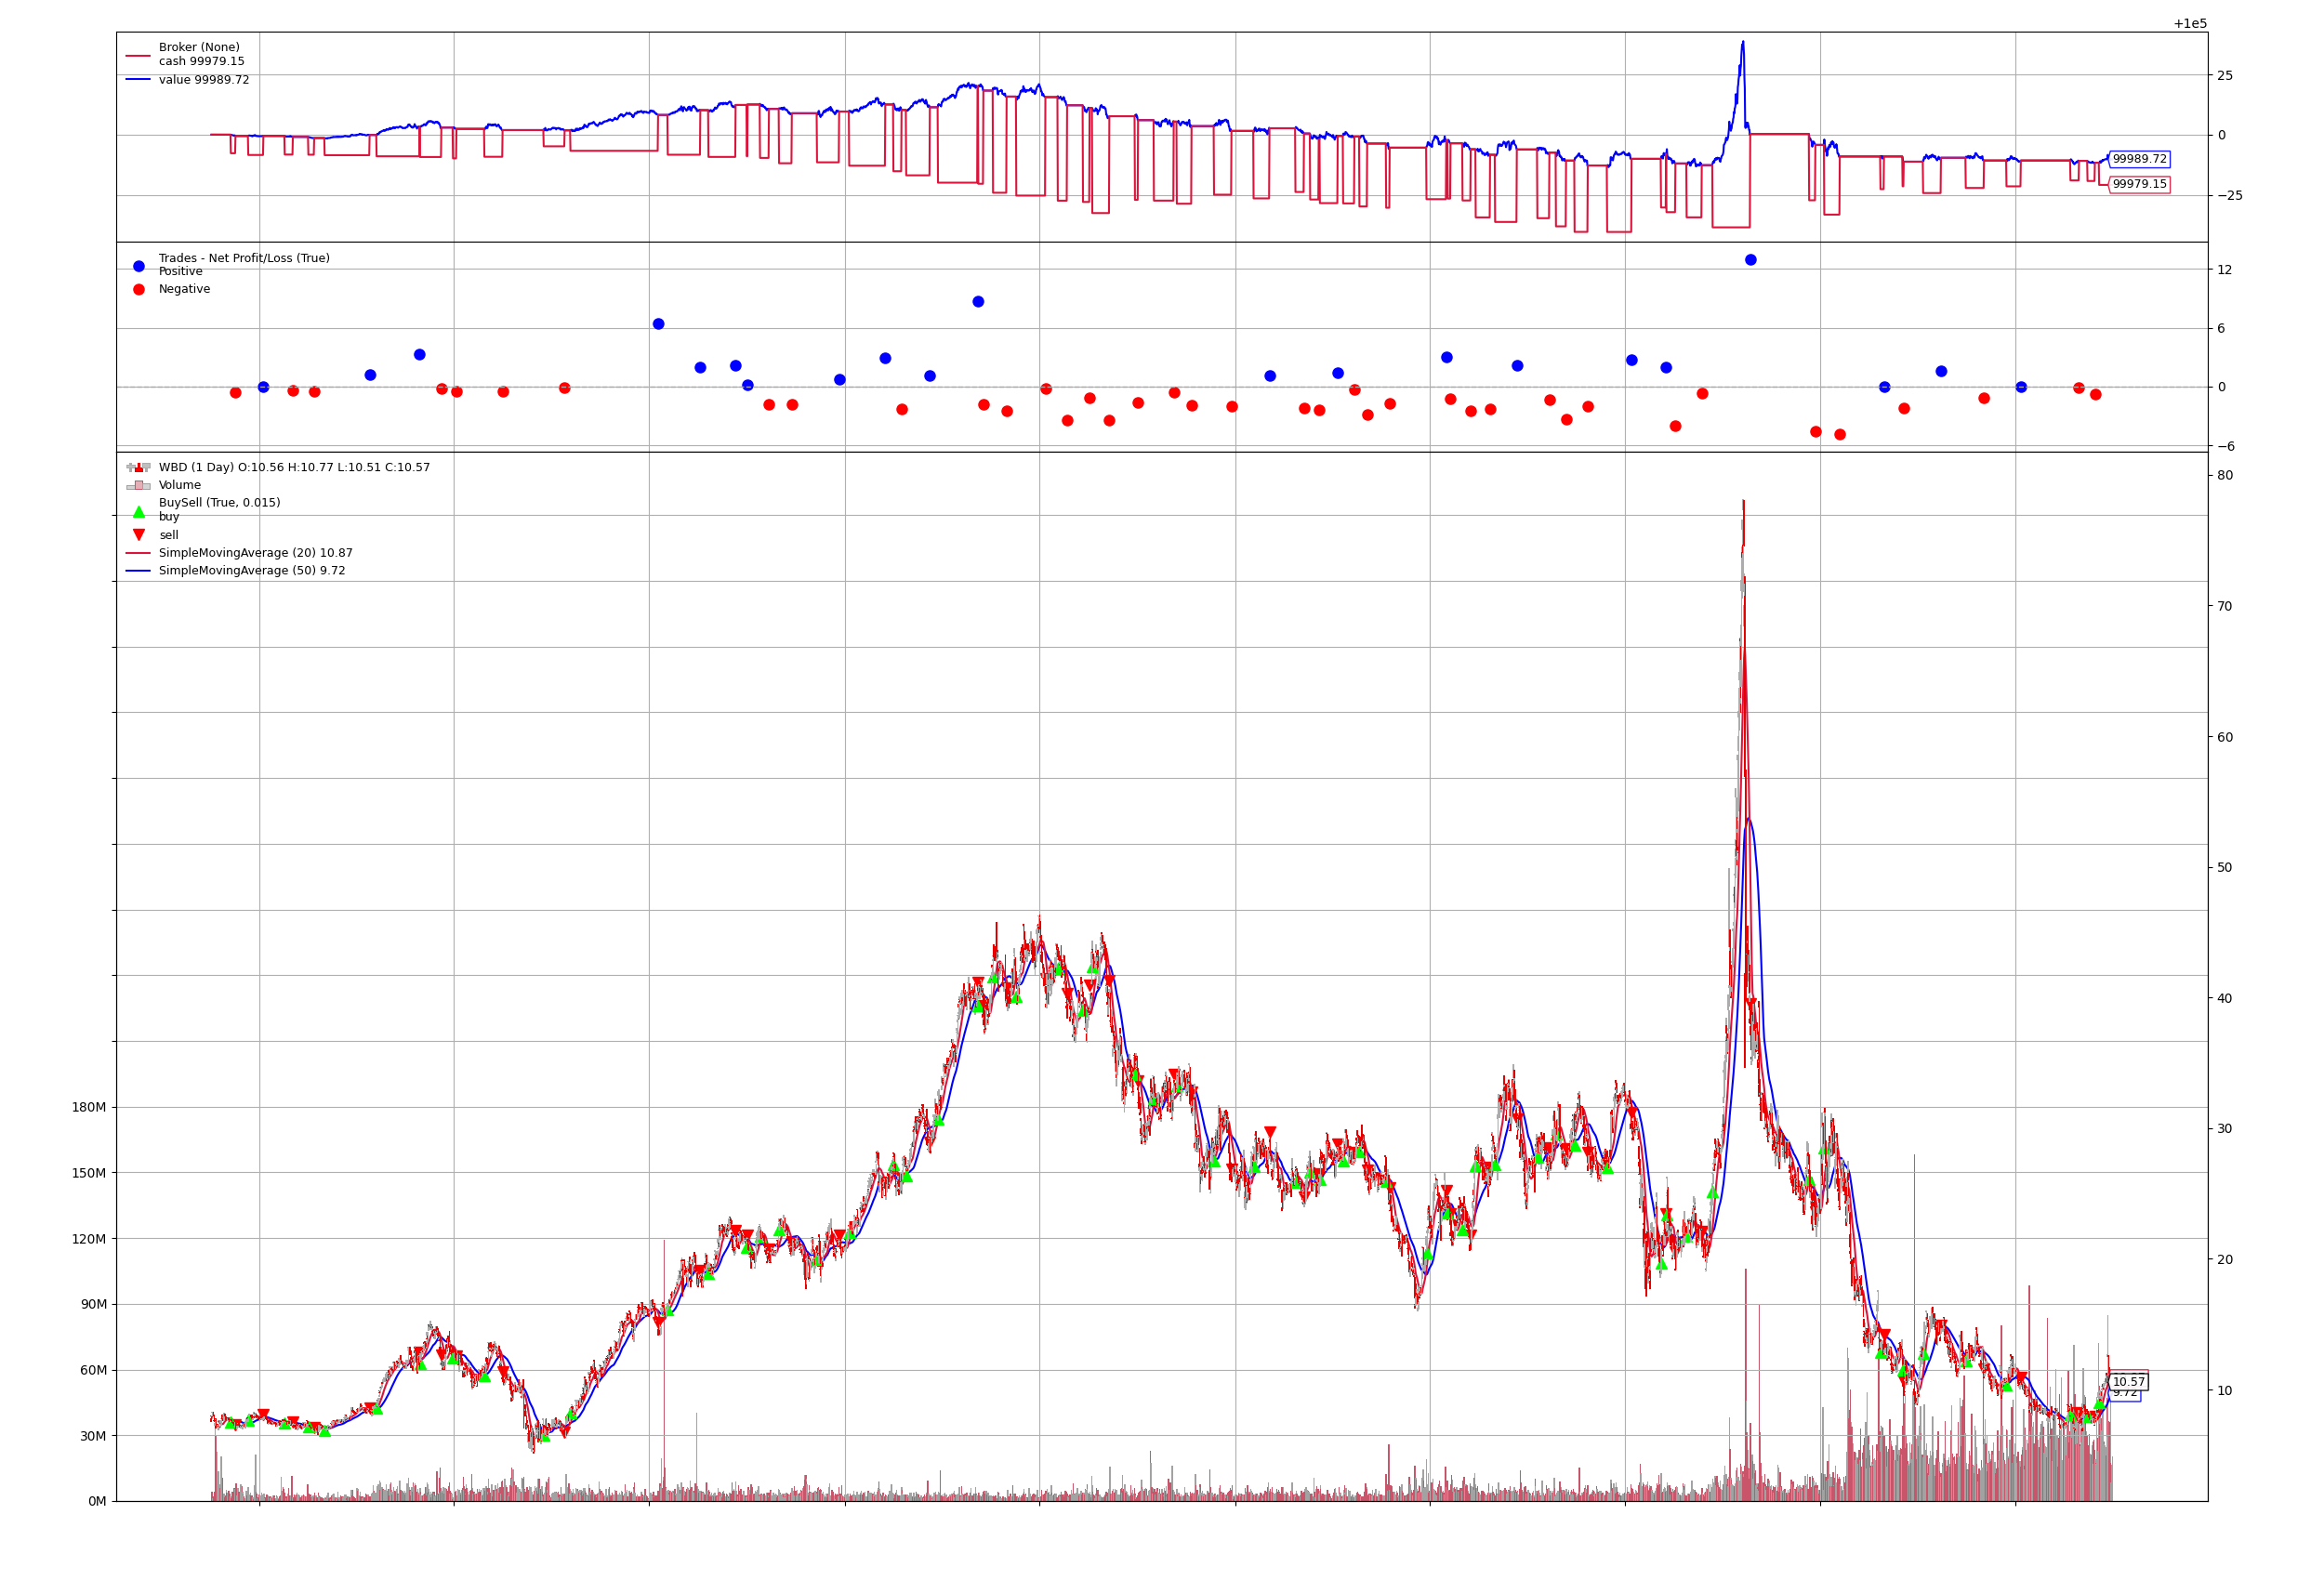 +1e5
Broker (None)
cash 99979.15
value 99989.72
25
0
−25
99989.72
99979.15
Trades - Net Profit/Loss (True)
Positive
Negative
12
6
0
−6
WBD (1 Day) O:10.56 H:10.77 L:10.51 C:10.57
Volume
BuySell (True, 0.015)
buy
sell
SimpleMovingAverage (20) 10.87
SimpleMovingAverage (50) 9.72
80
70
60
50
40
30
20
10
180M
150M
120M
90M
60M
30M
0M
10.57
9.72